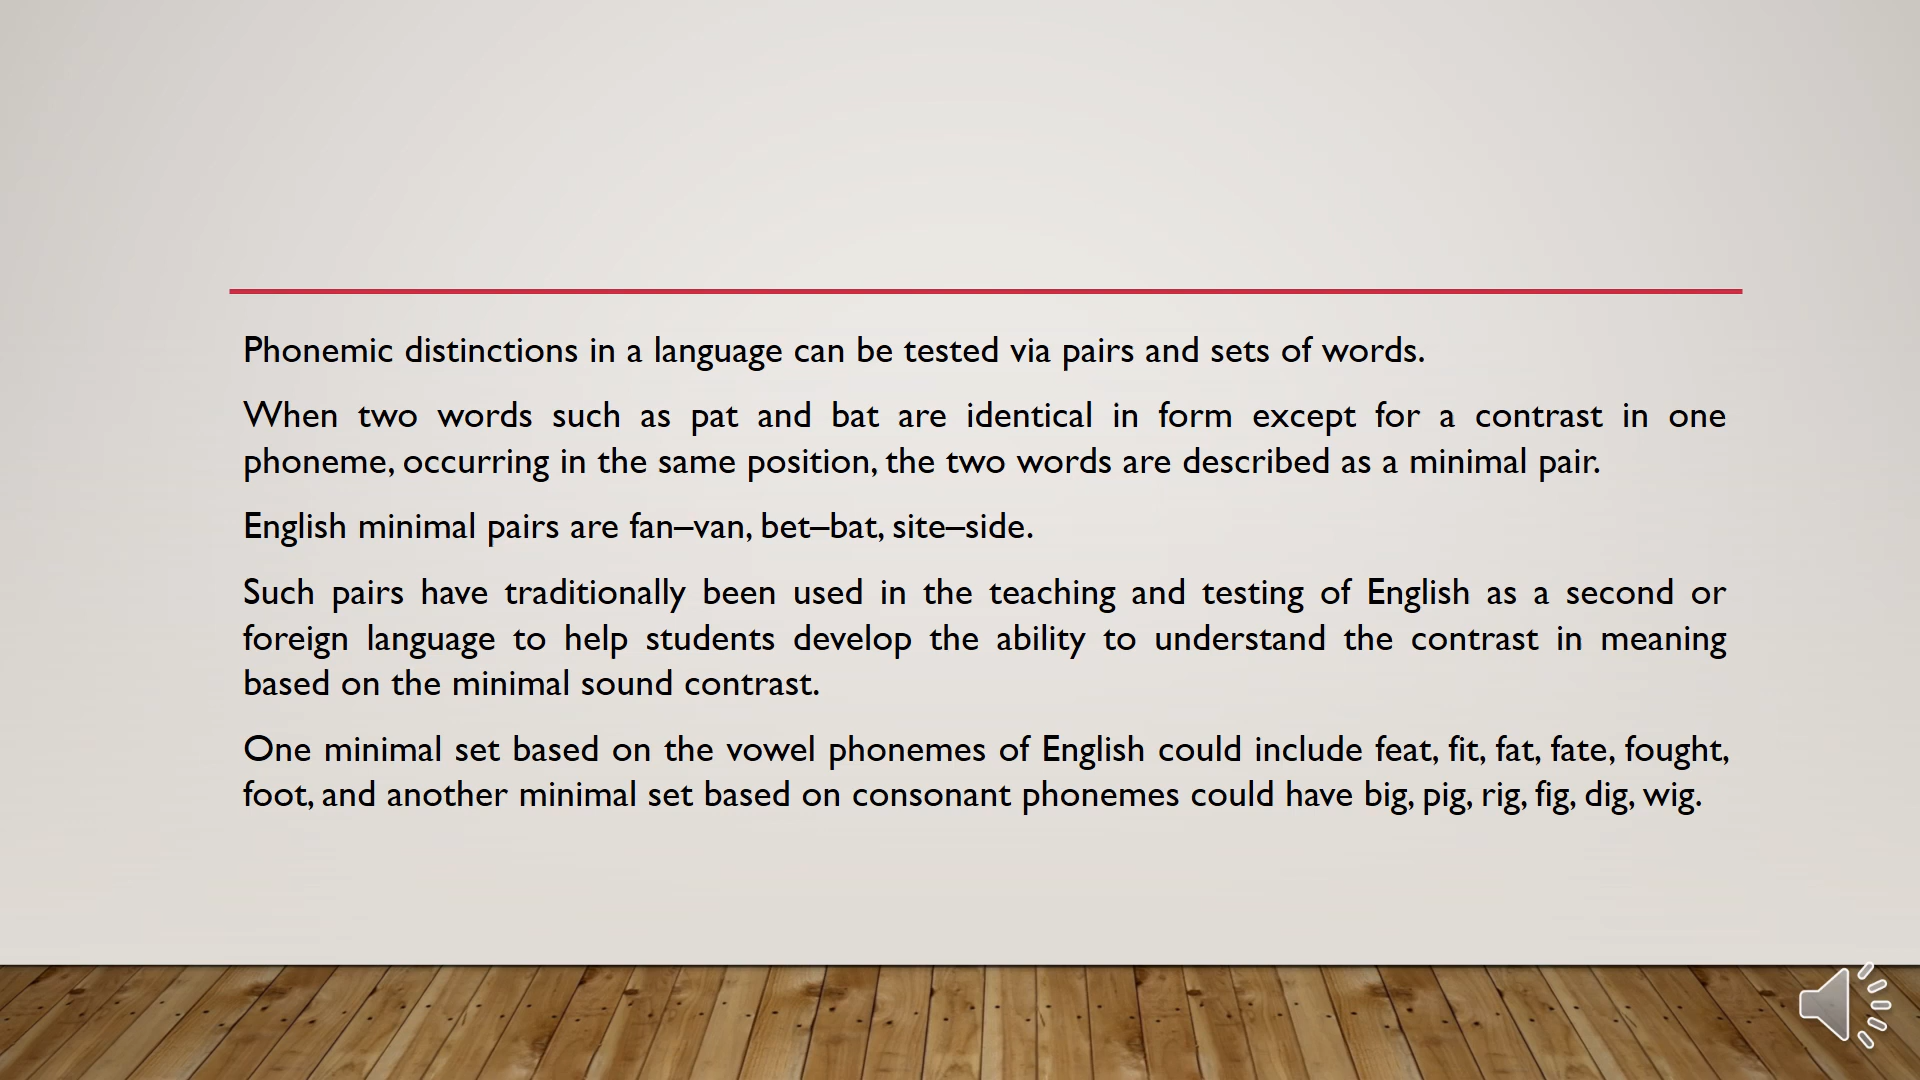 Phonemic distinctions in a language can be tested via pairs and sets of words.
When two words such as pat and bat are identical in form except for a contrast in one
phoneme, occurring in the same position, the two words are described as a minimal pair.
English minimal pairs are fan–van, bet–bat, site–side.
Such pairs have traditionally been used in the teaching and testing of English as a second or
foreign language to help students develop the ability to understand the contrast in meaning
based on the minimal sound contrast.
One minimal set based on the vowel phonemes of English could include feat, fit, fat, fate, fought,
foot, and another minimal set based on consonant phonemes could have big, pig, rig, fig, dig, wig.